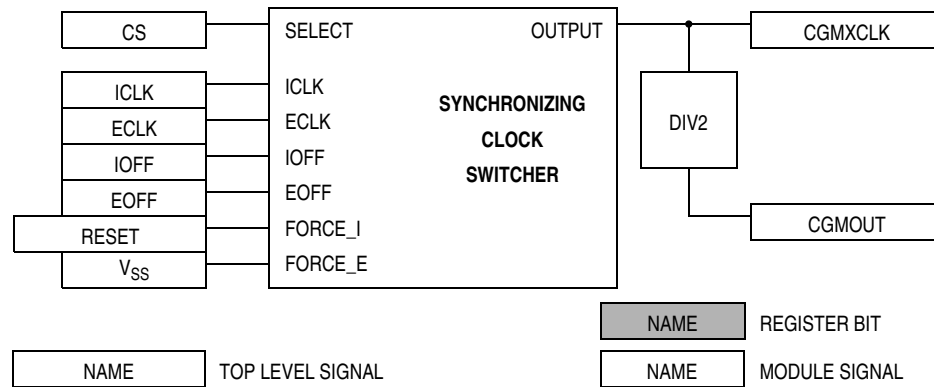 CS SELECT OUTPUT CGMXCLK
ICLK ICLK
ECLK ECLK
IOFF IOFF
EOFF EOFF
RESET FORCE_I
VSS FORCE_E
SYNCHRONIZING
CLOCK
SWITCHER
DIV2
CGMOUT
NAME REGISTER BIT
NAME TOP LEVEL SIGNAL
NAME MODULE SIGNAL